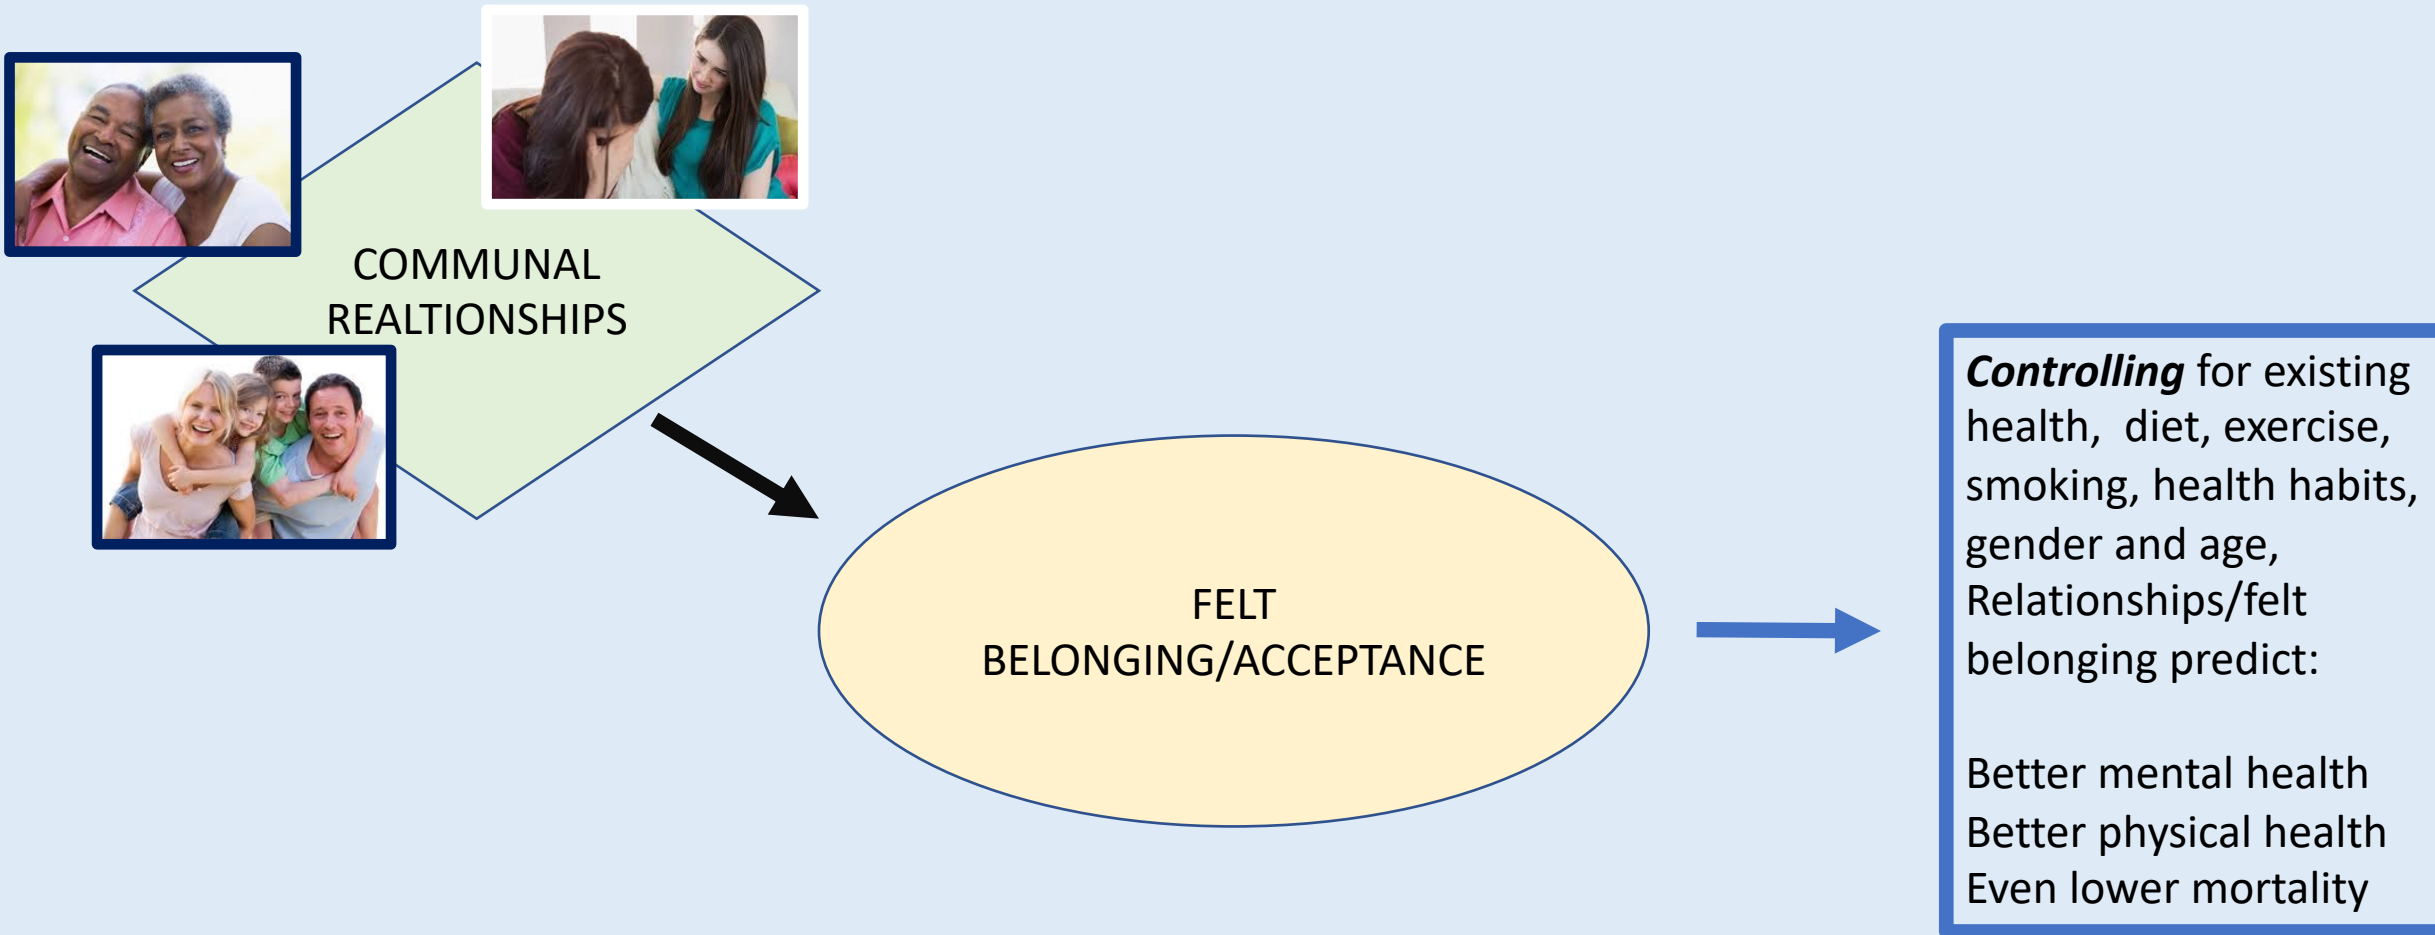 COMMUNAL
REALTIONSHIPS
FELT
BELONGING/ACCEPTANCE
Controlling for existing
health,  diet, exercise,
smoking, health habits,
gender and age,
Relationships/felt
belonging predict:
Better mental health
Better physical health
Even lower mortality